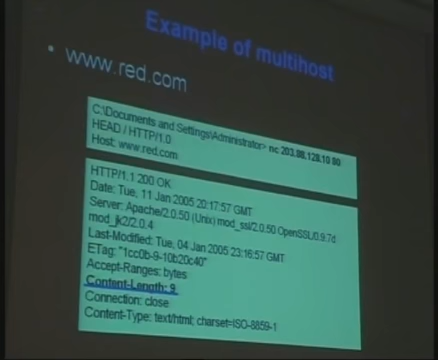 Example of multihost
• www.red.com
C:\Documents and Settings\Administrator> nc 203.88.128.10 80
HEAD / HTTP/1.0
Host: www.red.com
HTTP/1.1 200 OK
Date: Tue, 11 Jan 2005 20:17:57 GMT
Server: Apache/2.0.50 (Unix) mod_ssl/2.0.50 OpenSSL/0.9.7d
mod_jk2/2.0.4
Last-Modified: Tue, 04 Jan 2005 23:16:57 GMT
ETag: "1cc0b-9-10b20c40"
Accept-Ranges: bytes
Content-Length: 9
Connection: close
Content-Type: text/html; charset=ISO-8859-1